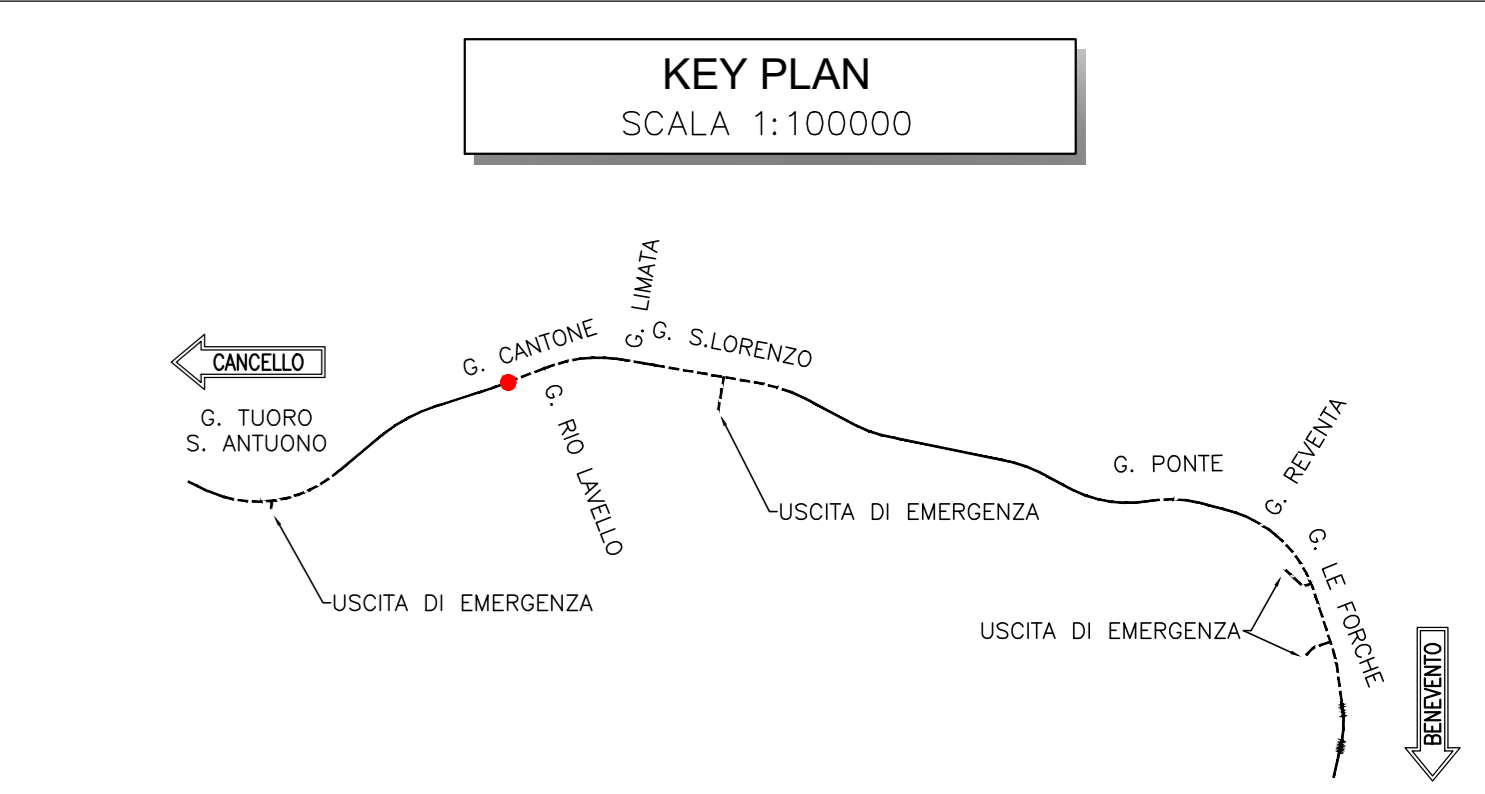 KEY PLAN
SCALA 1:100000
CANCELLO
G. TUORO
S. ANTUONO
G. CANTONE
G. LIMATA
G. S.LORENZO
G. RIO LAVELLO
USCITA DI EMERGENZA
USCITA DI EMERGENZA
G. PONTE
G. REVENTA
G. LE FORCHE
USCITA DI EMERGENZA
BENEVENTO